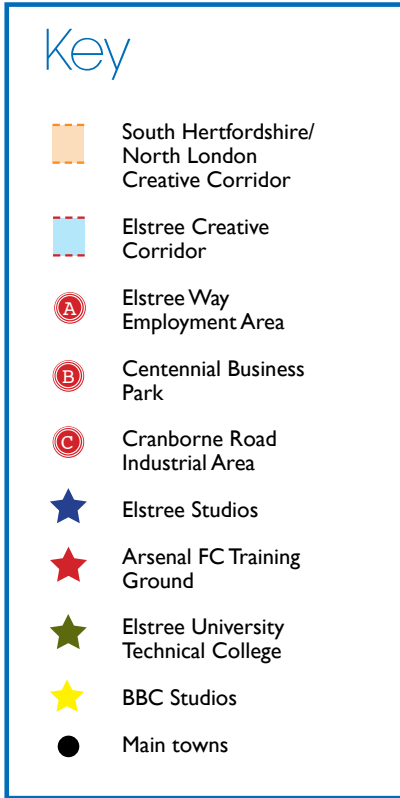 Key
South Hertfordshire/
North London
Creative Corridor
Elstree Creative
Corridor
A
Elstree Way
Employment Area
B
Centennial Business
Park
C
Cranborne Road
Industrial Area
Elstree Studios
Arsenal FC Training
Ground
Elstree University
Technical College
BBC Studios
Main towns